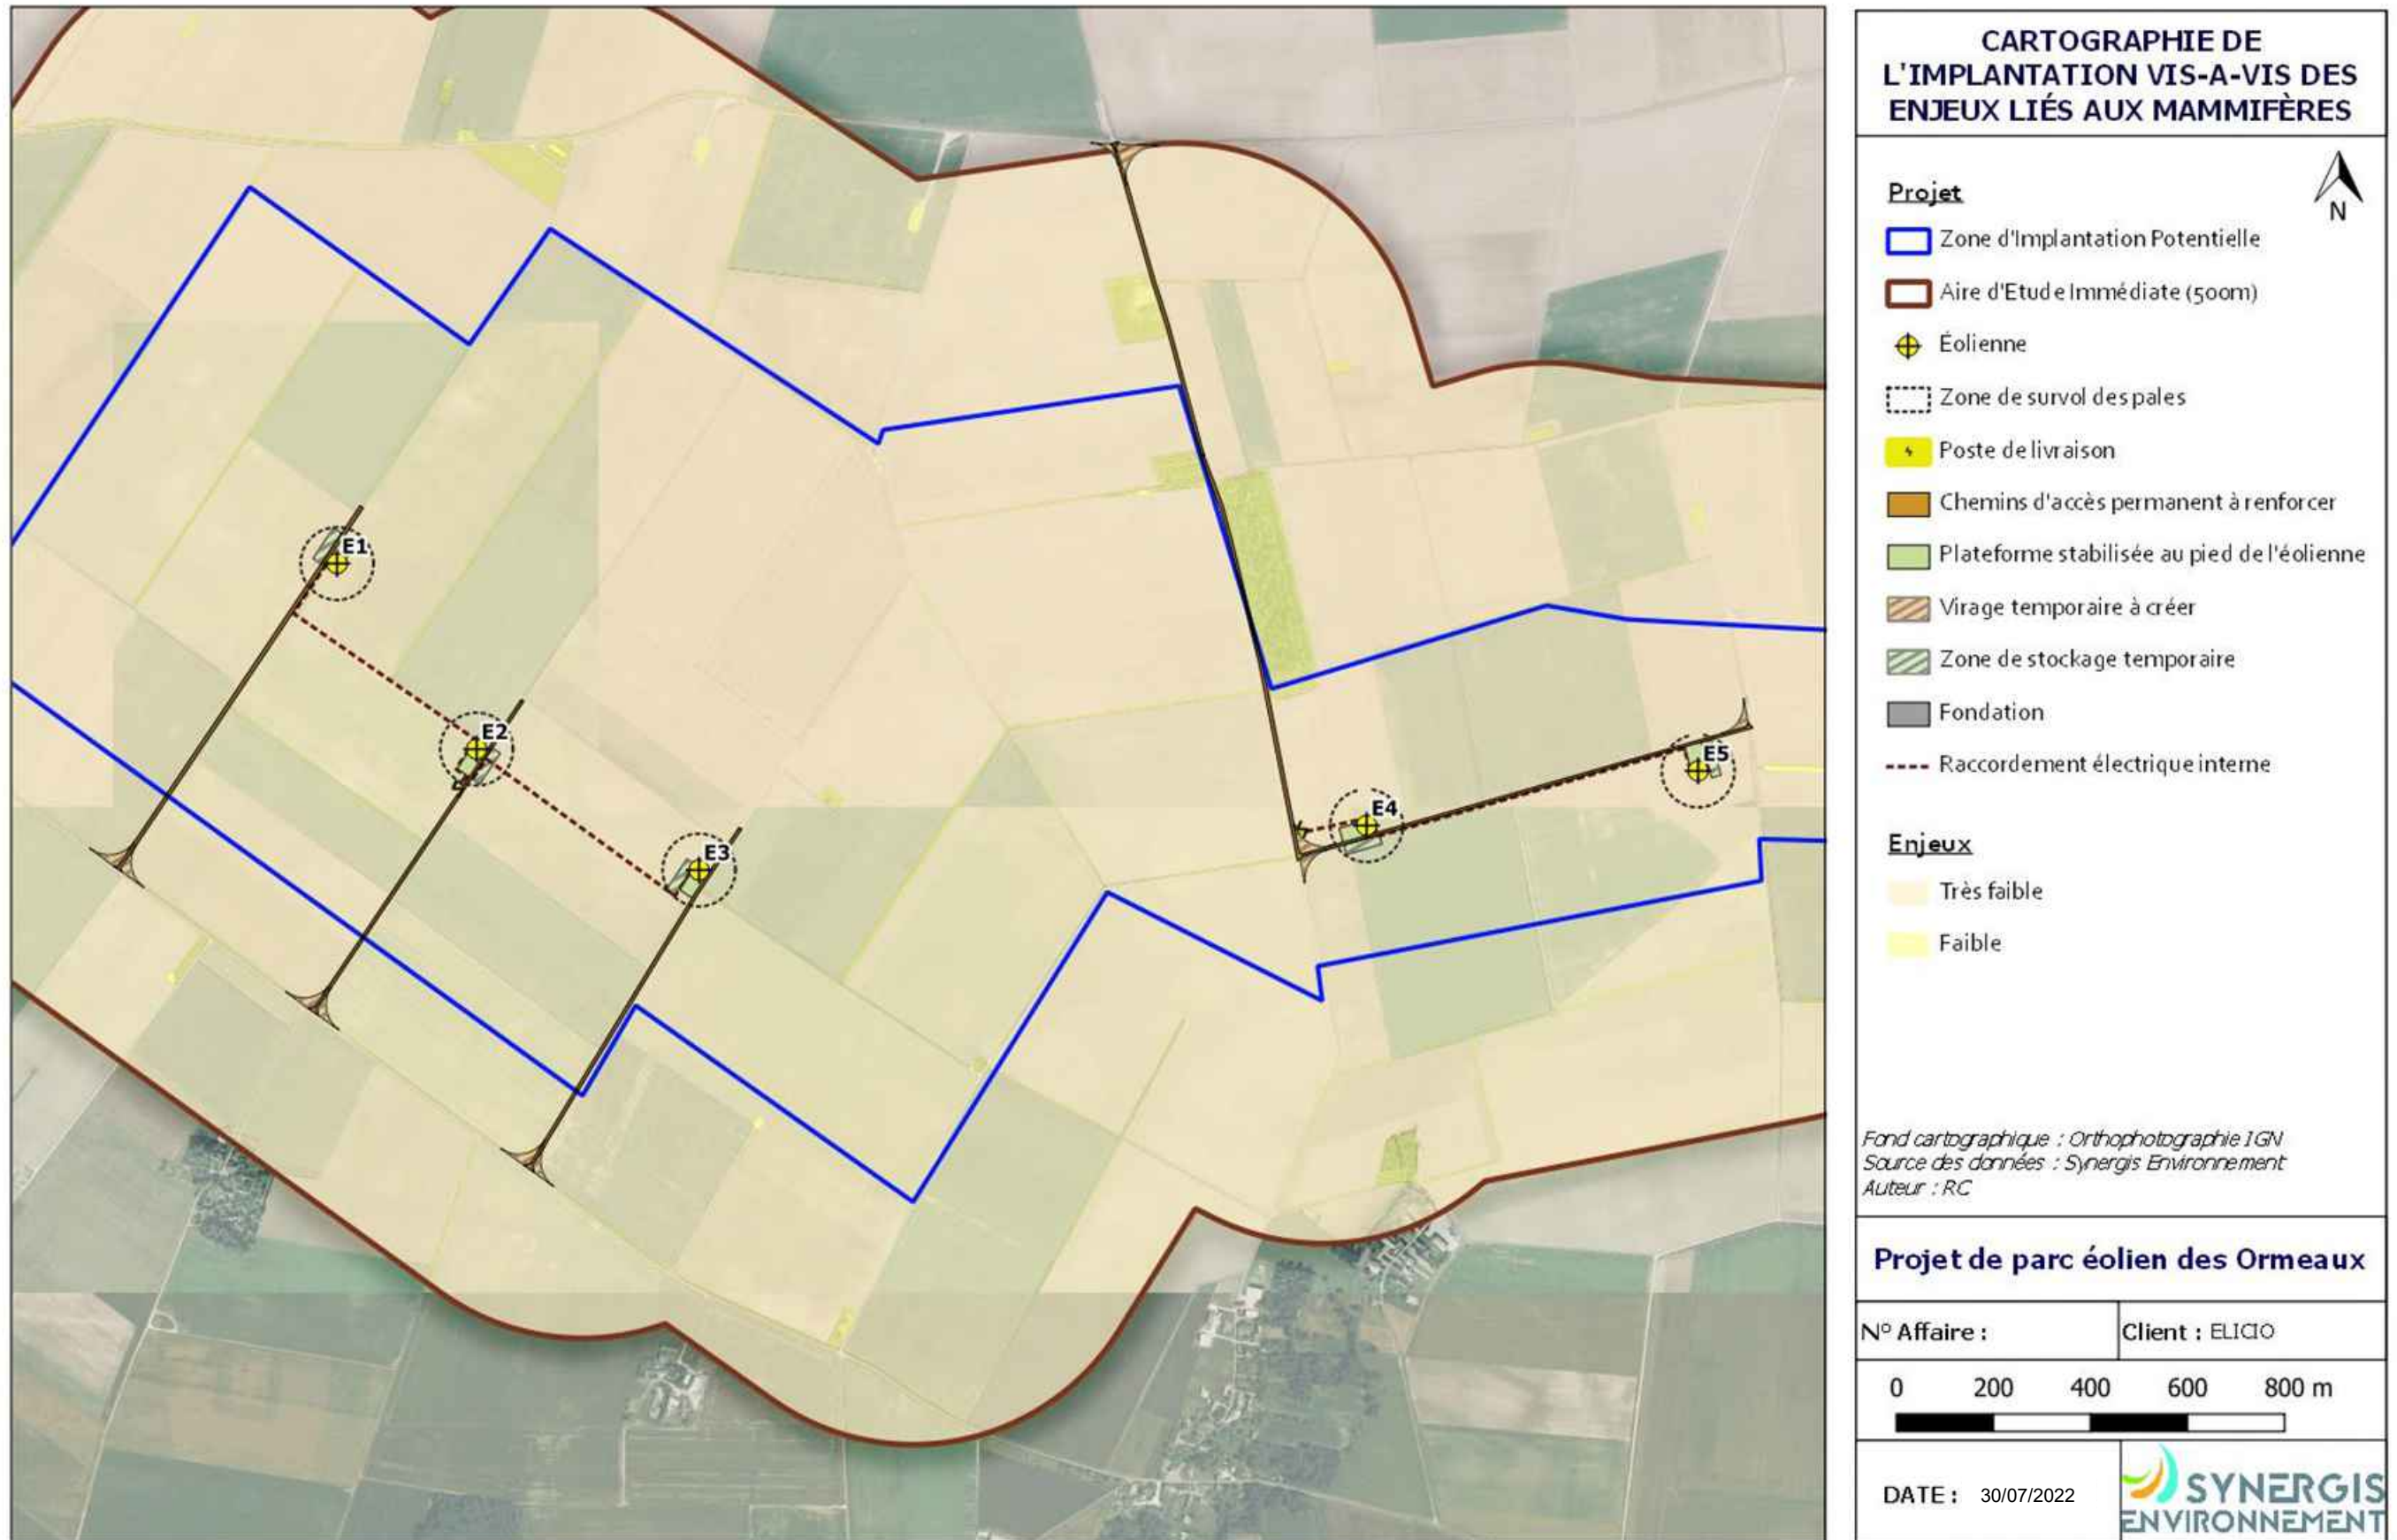 CARTOGRAPHIE DE
L'IMPLANTATION VIS-A-VIS DES
ENJEUX LIÉS AUX MAMMIFÈRES
Projet
N
Zone d'Implantation Potentielle
Aire d'Etude Immédiate (500m)
Éolienne
Zone de survol des pales
Poste de livraison
Chemins d'accès permanent à renforcer
Plateforme stabilisée au pied de l'éolienne
Virage temporaire à créer
Zone de stockage temporaire
Fondation
Raccordement électrique interne
Enjeux
Très faible
Faible
Fond cartographique : Orthophotographie IGN
Source des données : Synergis Environnement
Auteur : RC
Projet de parc éolien des Ormeaux
N° Affaire :
Client : ELICIO
0 200 400 600 800 m
DATE : 30/07/2022
SYNERGIS
ENVIRONNEMENT
E1
E2
E3
E4
E5